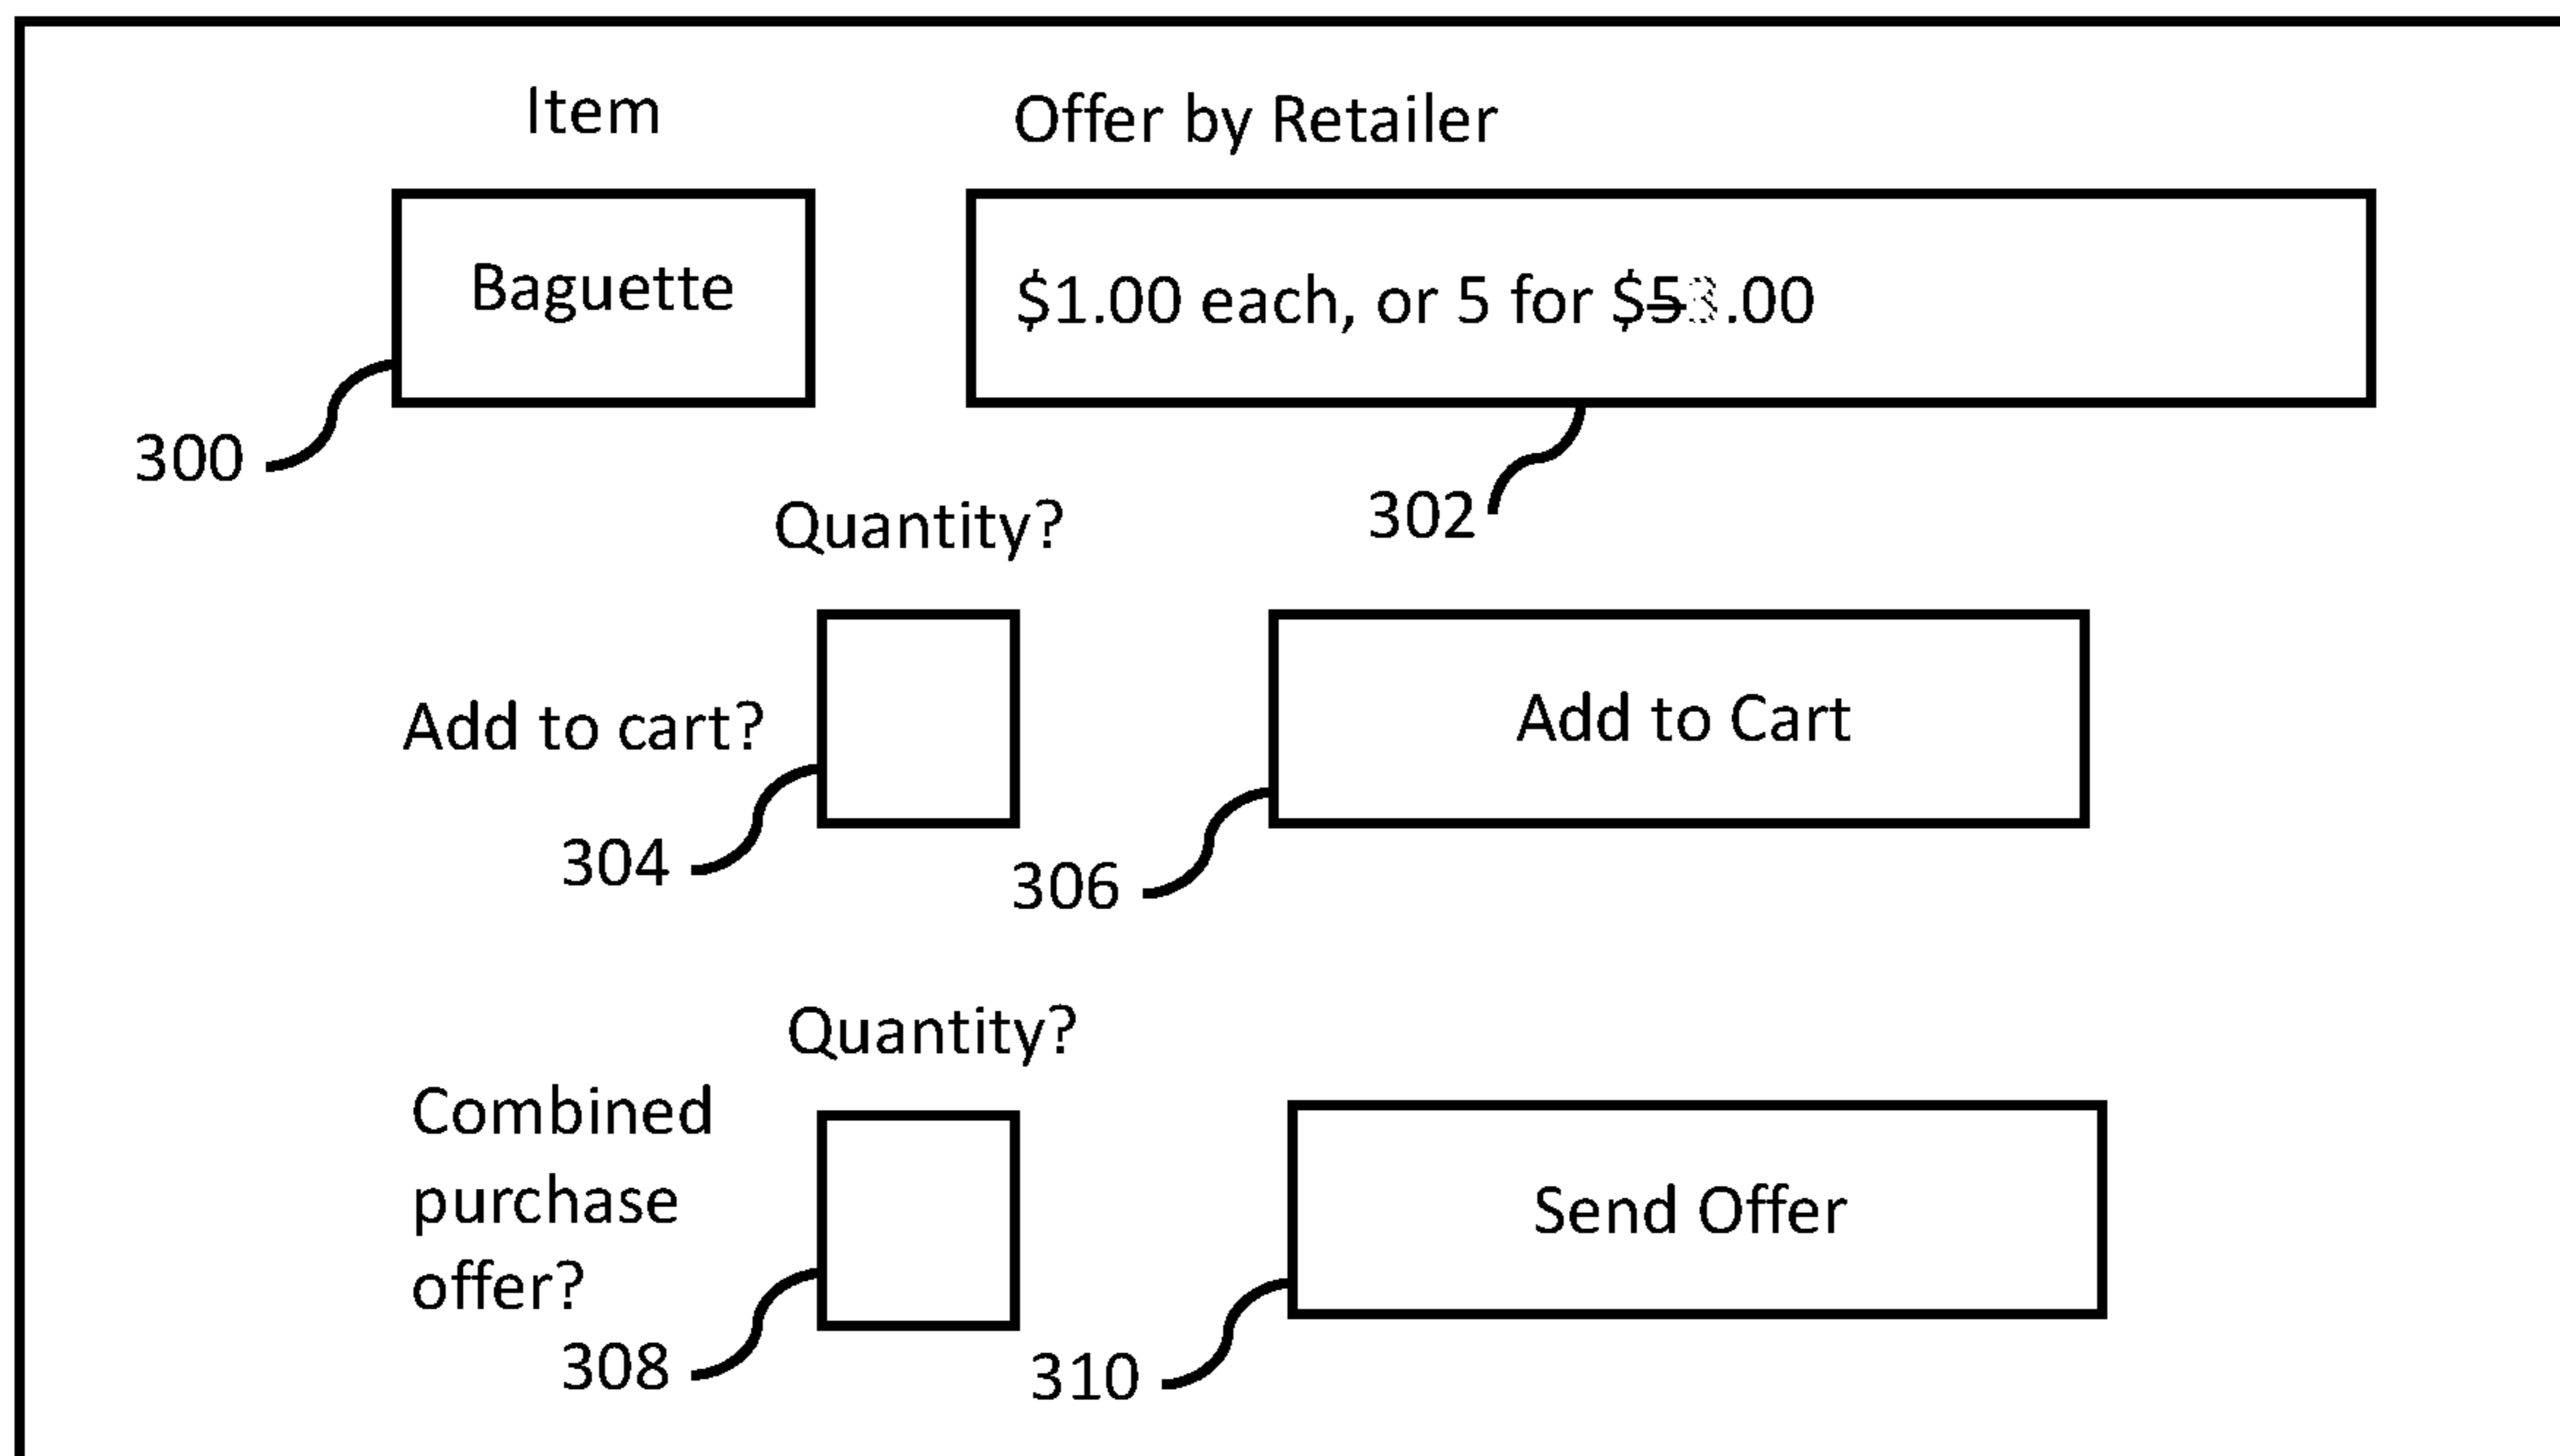 Item
Offer by Retailer
Baguette
$1.00 each, or 5 for $53.00
300
302
Quantity?
Add to cart?
Add to Cart
304
306
Quantity?
Combined
purchase
offer?
Send Offer
308
310